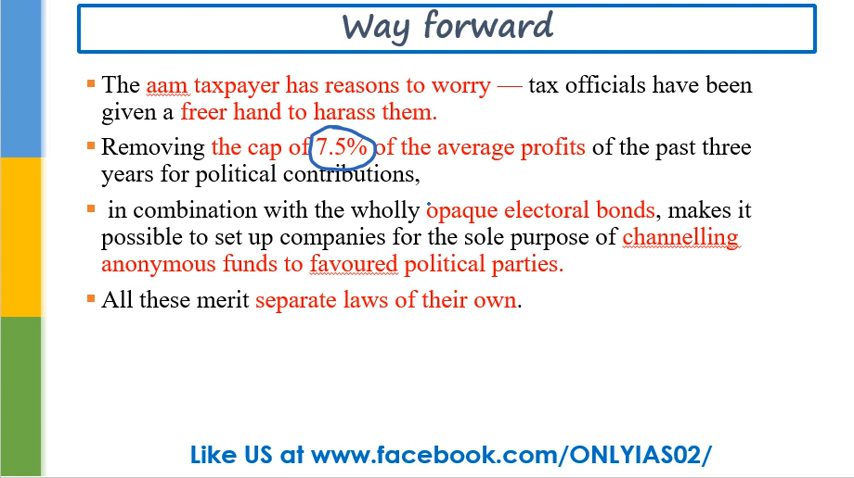 Way forward
The aam taxpayer has reasons to worry — tax officials have been
given a freer hand to harass them.
Removing the cap of 7.5% of the average profits of the past three
years for political contributions,
in combination with the wholly opaque electoral bonds, makes it
possible to set up companies for the sole purpose of channelling
anonymous funds to favoured political parties.
All these merit separate laws of their own.
Like US at www.facebook.com/ONLYIAS02/